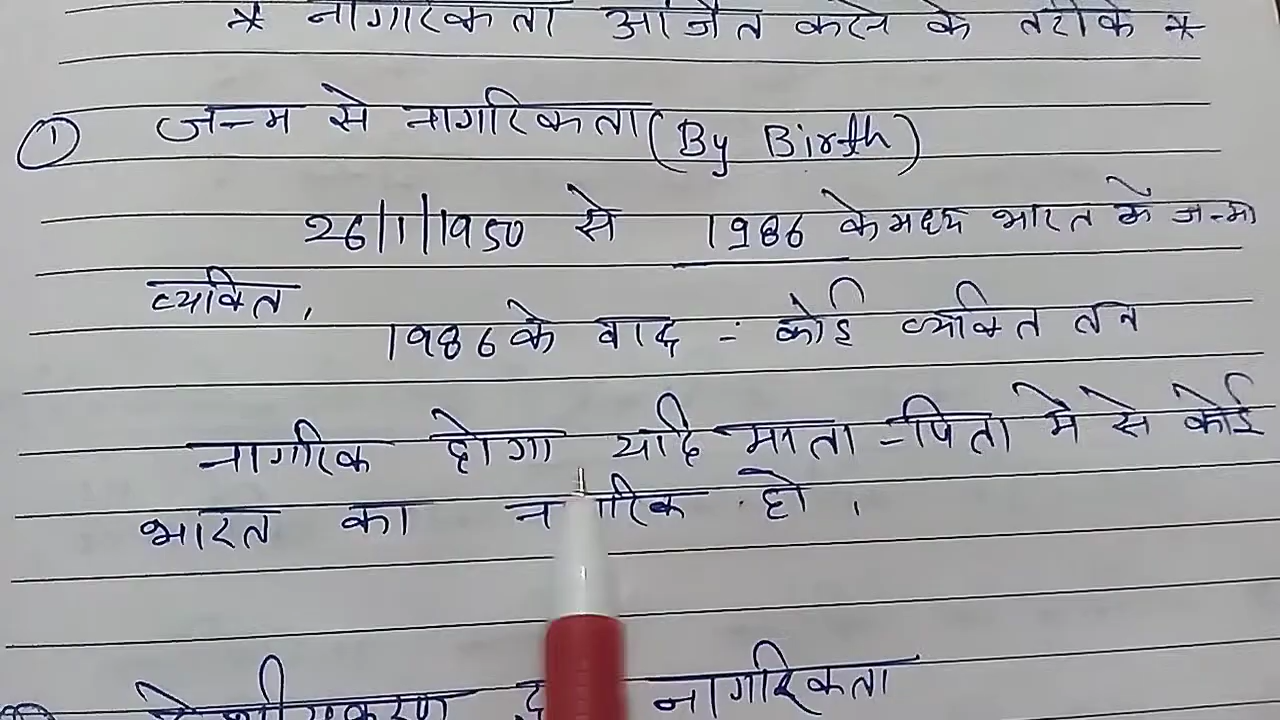 * नागरिकता अर्जित करने के तरीके *
① जन्म से नागरिकता (By Birth)
26/1/1950 से 1986 के मध्य भारत में जन्मा
व्यक्ति,
1986 के बाद - कोई व्यक्ति तब
नागरिक होगा यदि माता-पिता में से कोई
भारत का नागरिक हो।
नागरिकता